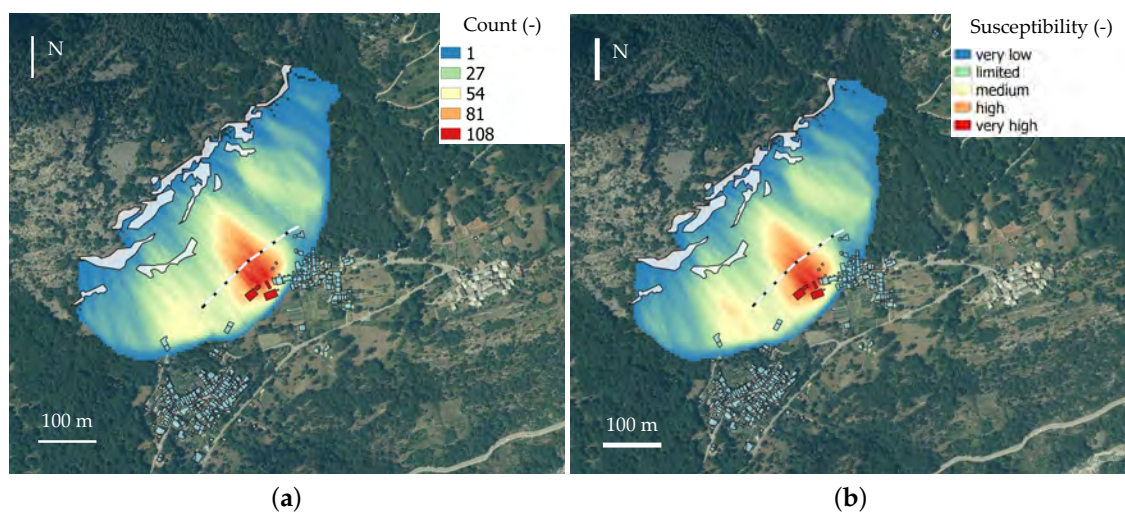 Count (-)
N
1
27
54
81
108
100 m
(a)
Susceptibility (-)
N
very low
limited
medium
high
very high
100 m
(b)